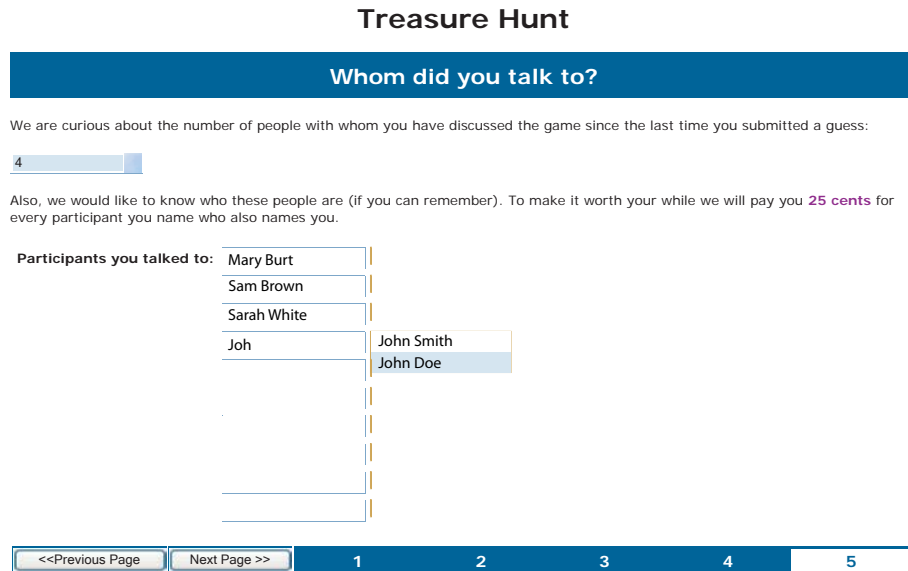 Treasure Hunt
Whom did you talk to?
We are curious about the number of people with whom you have discussed the game since the last time you submitted a guess:
4
Also, we would like to know who these people are (if you can remember). To make it worth your while we will pay you 25 cents for
every participant you name who also names you.
Participants you talked to: Mary Burt
Sam Brown
Sarah White
Joh John Smith
John Doe
<<Previous Page Next Page >> 1 2 3 4 5